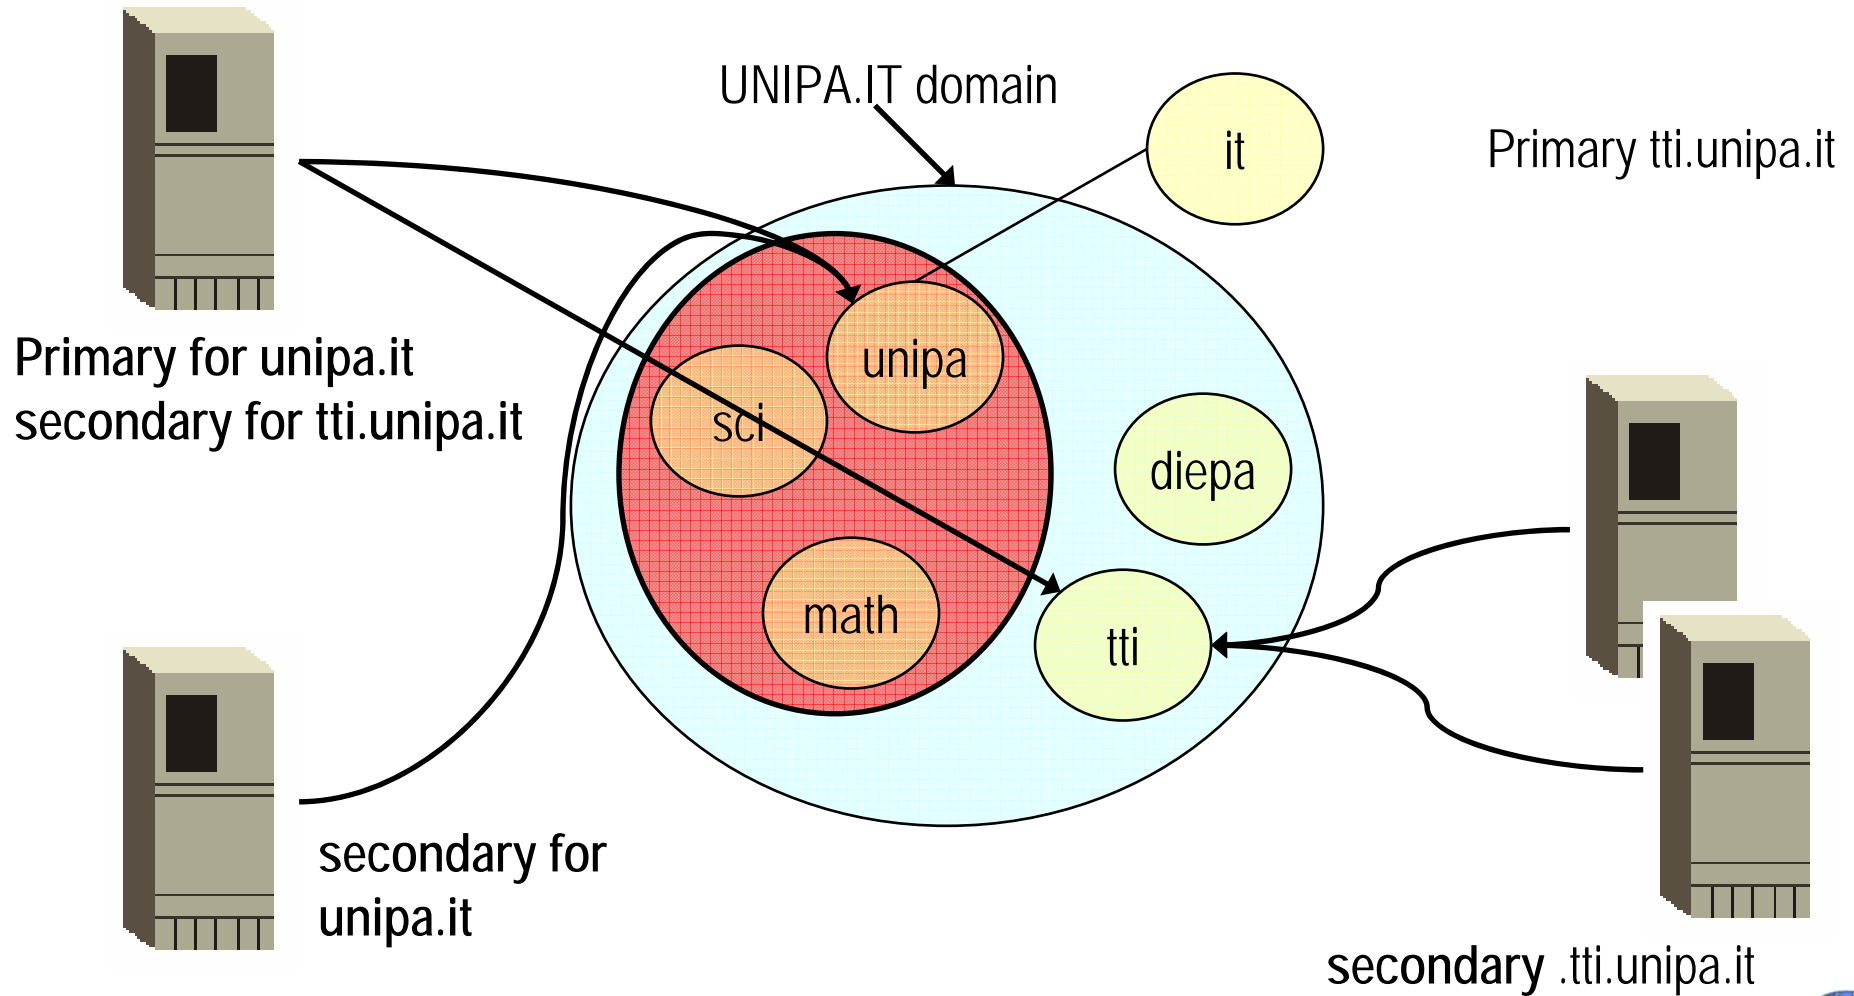 UNIPA.IT domain
it
Primary tti.unipa.it
Primary for unipa.it
secondary for tti.unipa.it
unipa
sci
diepa
math
tti
secondary for
unipa.it
secondary .tti.unipa.it